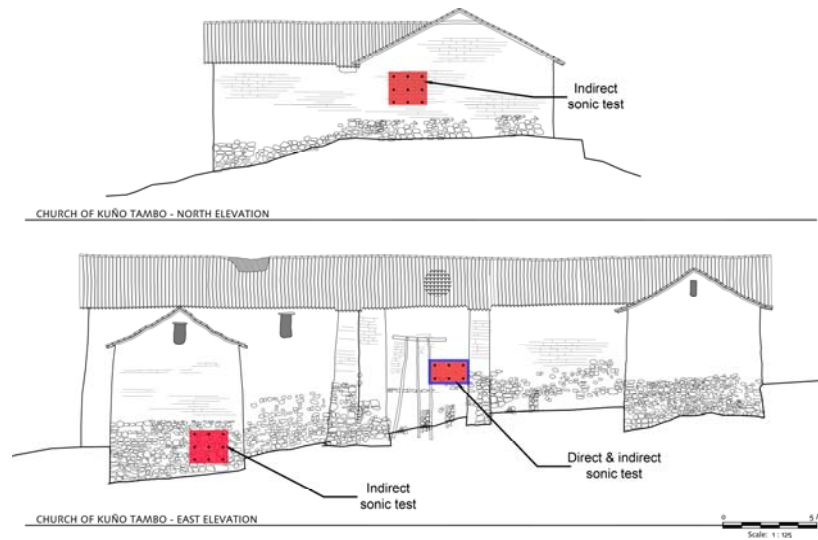 Indirect
sonic test
CHURCH OF KUÑO TAMBO - NORTH ELEVATION
Direct & indirect
sonic test
Indirect
sonic test
CHURCH OF KUÑO TAMBO - EAST ELEVATION
0 5
Scale: 1 : 125